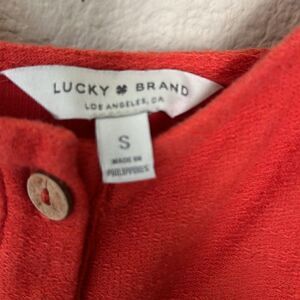 LUCKY BRAND
LOS ANGELES, CA
S
MADE IN
PHILIPPINES